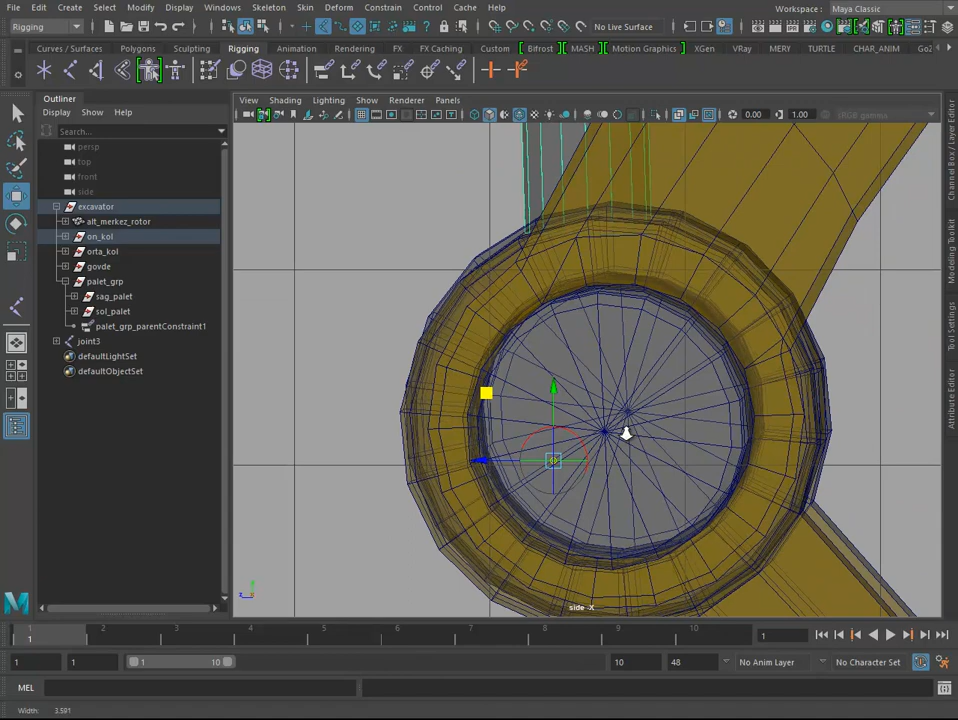 File Edit Create Select Modify Display Windows Skeleton Skin Deform Constrain Control Cache Help Workspace : Maya Classic
Rigging No Live Surface
Curves / Surfaces Polygons Sculpting Rigging Animation Rendering FX FX Caching Custom Bifrost MASH Motion Graphics XGen VRay MERY TURTLE CHAR_ANIM
Outliner
Display Show Help
Search...
persp
top
front
side
excavator
alt_merkez_rotor
on_kol
orta_kol
govde
palet_grp
sag_palet
sol_palet
palet_grp_parentConstraint1
joint3
defaultLightSet
defaultObjectSet
View Shading Lighting Show Renderer Panels
0.00 1.00 RGB gamma
side -X
Channel Box / Layer Editor
Modeling Toolkit
Tool Settings
Attribute Editor
1 2 3 4 5 6 7 8 9 10
1 1
1 1 1 10 10 48 No Anim Layer No Character Set
MEL
Width: 3.591